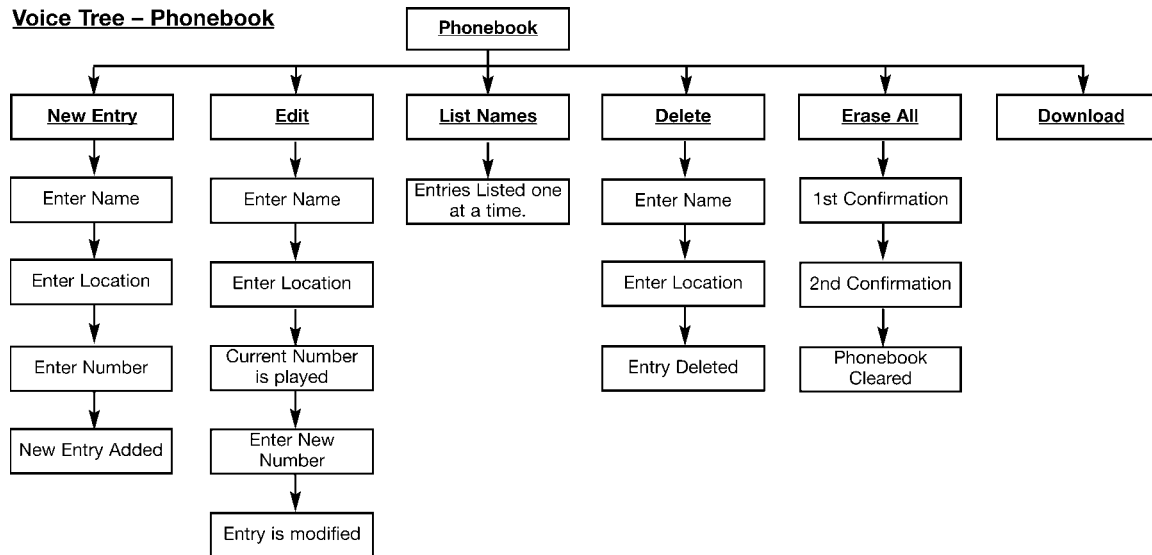 Voice Tree – Phonebook
Phonebook
New Entry
Edit
List Names
Delete
Erase All
Download
Enter Name
Enter Name
Entries Listed one
at a time.
Enter Name
1st Confirmation
Enter Location
Enter Location
Enter Location
2nd Confirmation
Enter Number
Current Number
is played
Entry Deleted
Phonebook
Cleared
New Entry Added
Enter New
Number
Entry is modified